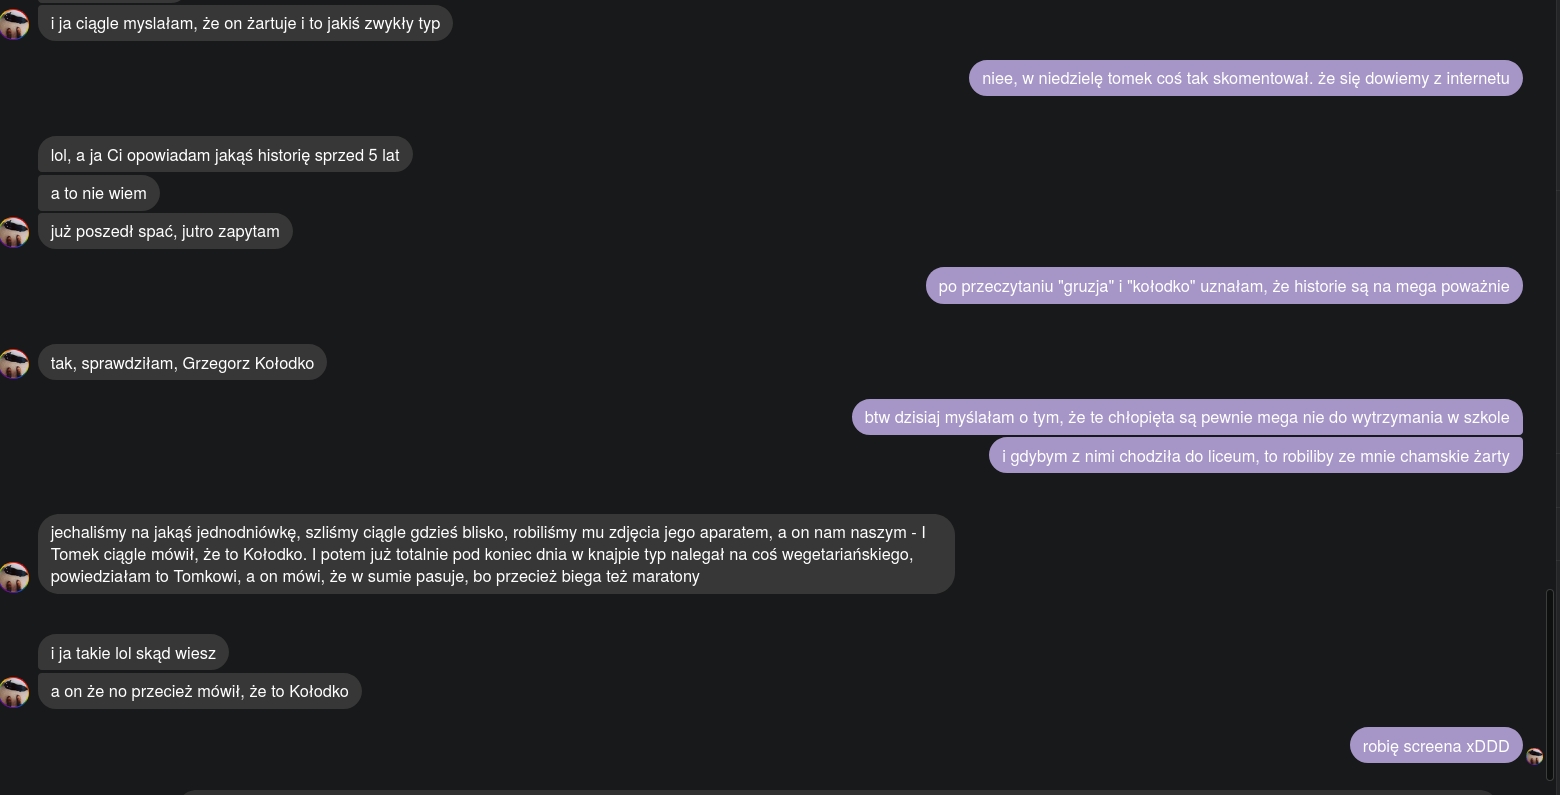 i ja ciągle myslałam, że on żartuje i to jakiś zwykły typ
niee, w niedzielę tomek coś tak skomentował. że się dowiemy z internetu
lol, a ja Ci opowiadam jakąś historię sprzed 5 lat
a to nie wiem
już poszedł spać, jutro zapytam
po przeczytaniu "gruzja" i "kołodko" uznałam, że historie są na mega poważnie
tak, sprawdziłam, Grzegorz Kołodko
btw dzisiaj myślałam o tym, że te chłopięta są pewnie mega nie do wytrzymania w szkole
i gdybym z nimi chodziła do liceum, to robiliby ze mnie chamskie żarty
jechaliśmy na jakąś jednodniówkę, szliśmy ciągle gdzieś blisko, robiliśmy mu zdjęcia jego aparatem, a on nam naszym - I
Tomek ciągle mówił, że to Kołodko. I potem już totalnie pod koniec dnia w knajpie typ nalegał na coś wegetariańskiego,
powiedziałam to Tomkowi, a on mówi, że w sumie pasuje, bo przecież biega też maratony
i ja takie lol skąd wiesz
a on że no przecież mówił, że to Kołodko
robię screena xDDD